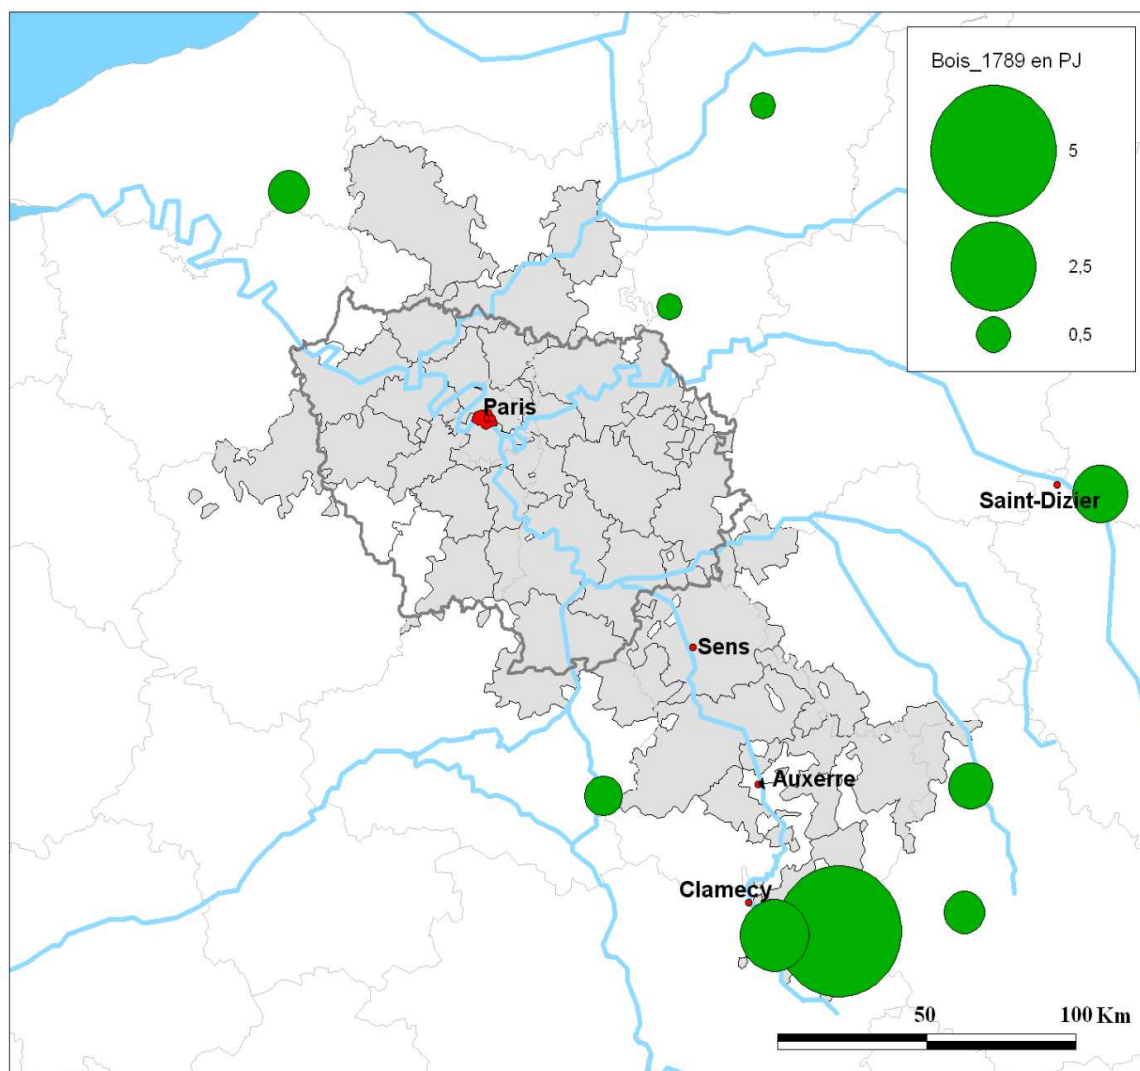 Bois_1789 en PJ
5
2,5
0,5
Paris
Saint-Dizier
Sens
Auxerre
Clamecy
50
100 Km